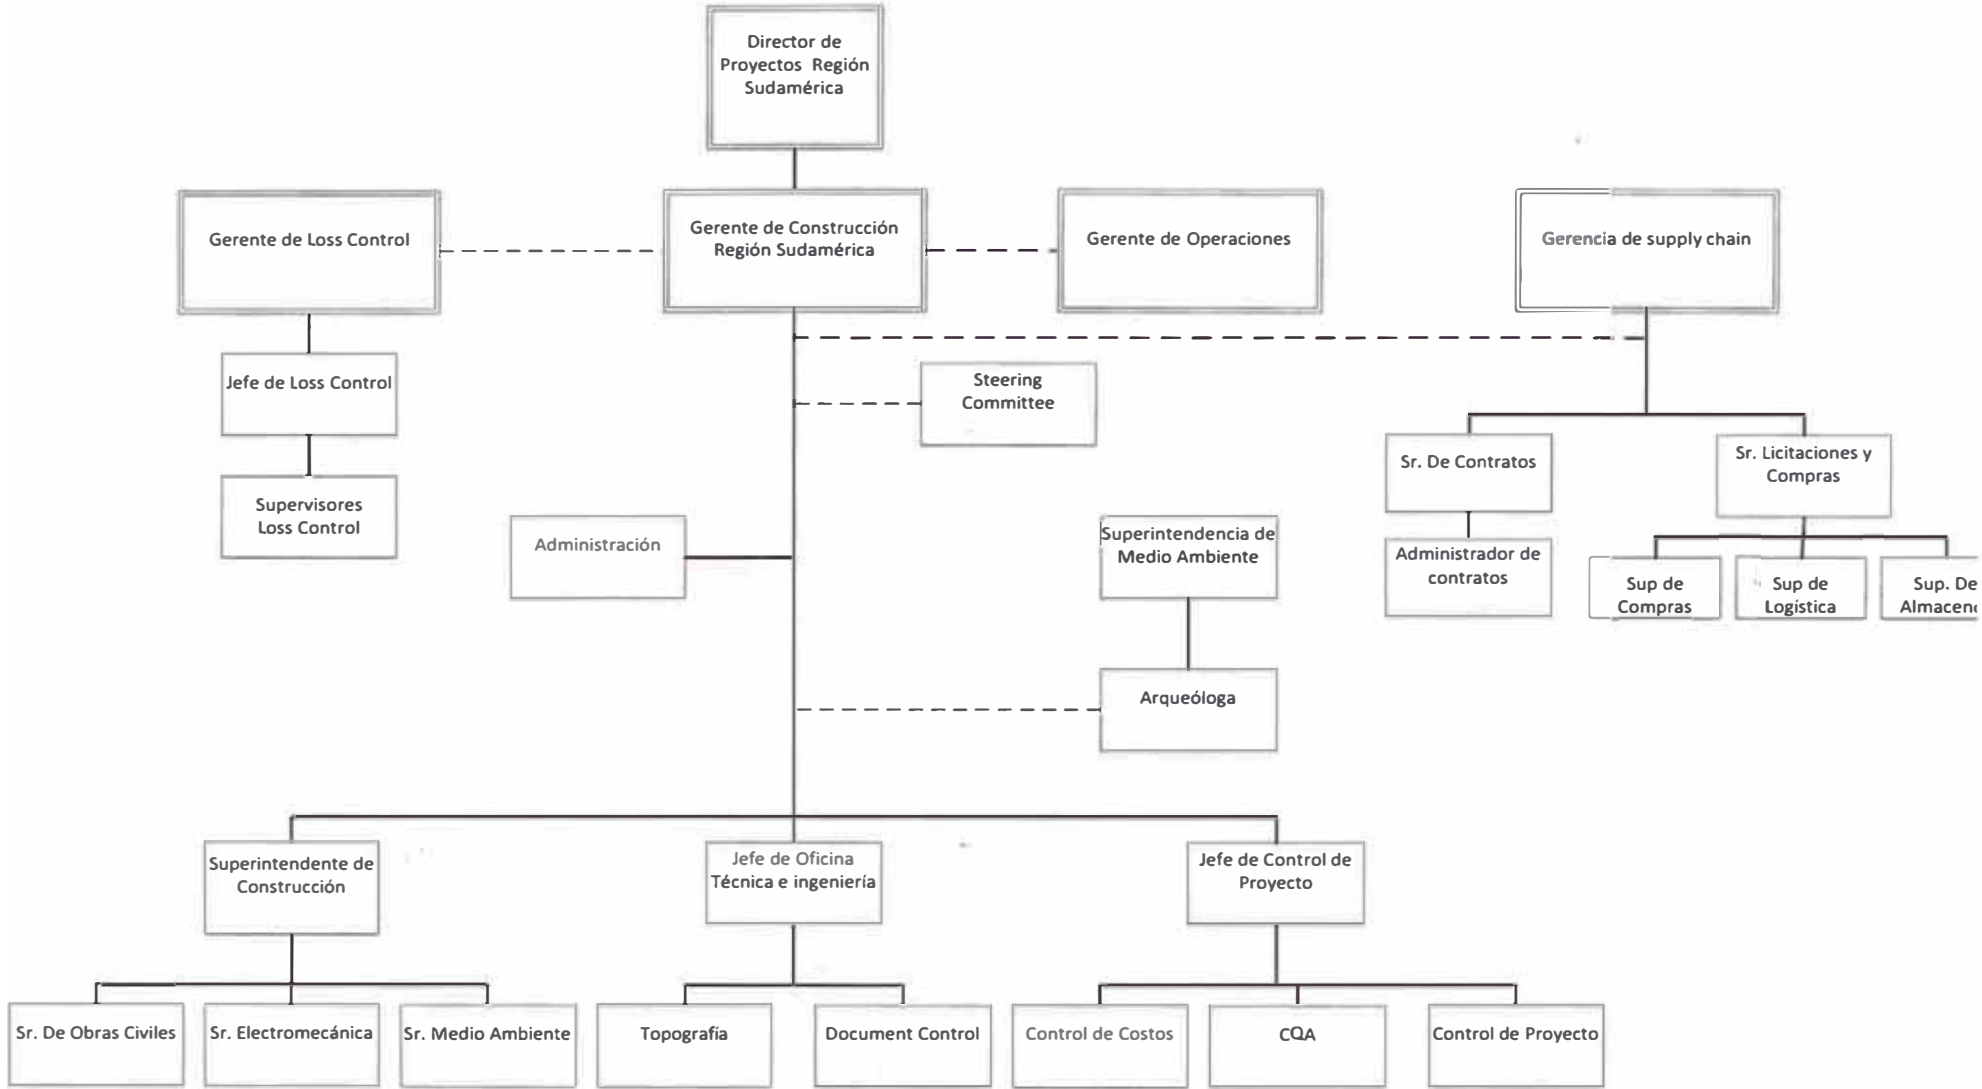 Director de
Proyectos Región
Sudamérica
Gerente de Loss Control
Gerente de Construcción
Región Sudamérica
Gerente de Operaciones
Gerencia de supply chain
Jefe de Loss Control
Steering
Committee
Supervisores
Loss Control
Sr. De Contratos
Sr. Licitaciones y
Compras
Administración
Superintendencia de
Medio Ambiente
Administrador de
contratos
Sup de
Compras
Sup de
Logística
Sup. De
Arqueóloga
Superintendente de
Construcción
Jefe de Oficina
Técnica e ingeniería
Jefe de Control de
Proyecto
Sr. De Obras Civiles
Sr. Electromecánica
Sr. Medio Ambiente
Topografía
Document Control
Control de Costos
CQA
Control de Proyecto